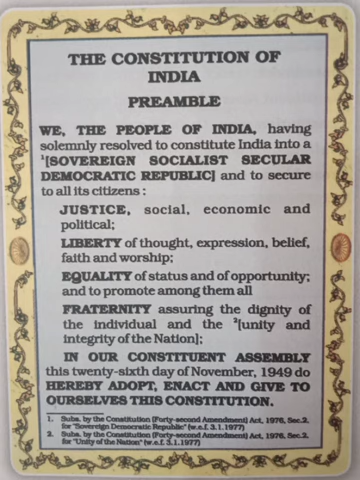 THE CONSTITUTION OF
INDIA
PREAMBLE
WE, THE PEOPLE OF INDIA, having
solemnly resolved to constitute India into a
¹[SOVEREIGN SOCIALIST SECULAR
DEMOCRATIC REPUBLIC] and to secure
to all its citizens :
JUSTICE, social, economic and
political;
LIBERTY of thought, expression, belief,
faith and worship;
EQUALITY of status and of opportunity;
and to promote among them all
FRATERNITY assuring the dignity of
the individual and the ²[unity and
integrity of the Nation];
IN OUR CONSTITUENT ASSEMBLY
this twenty-sixth day of November, 1949 do
HEREBY ADOPT, ENACT AND GIVE TO
OURSELVES THIS CONSTITUTION.
1. Subs. by the Constitution (Forty-second Amendment) Act, 1976, Sec.2,
for "Sovereign Democratic Republic" (w.e.f. 3.1.1977)
2. Subs. by the Constitution (Forty-second Amendment) Act, 1976, Sec.2,
for "Unity of the Nation" (w.e.f. 3.1.1977)